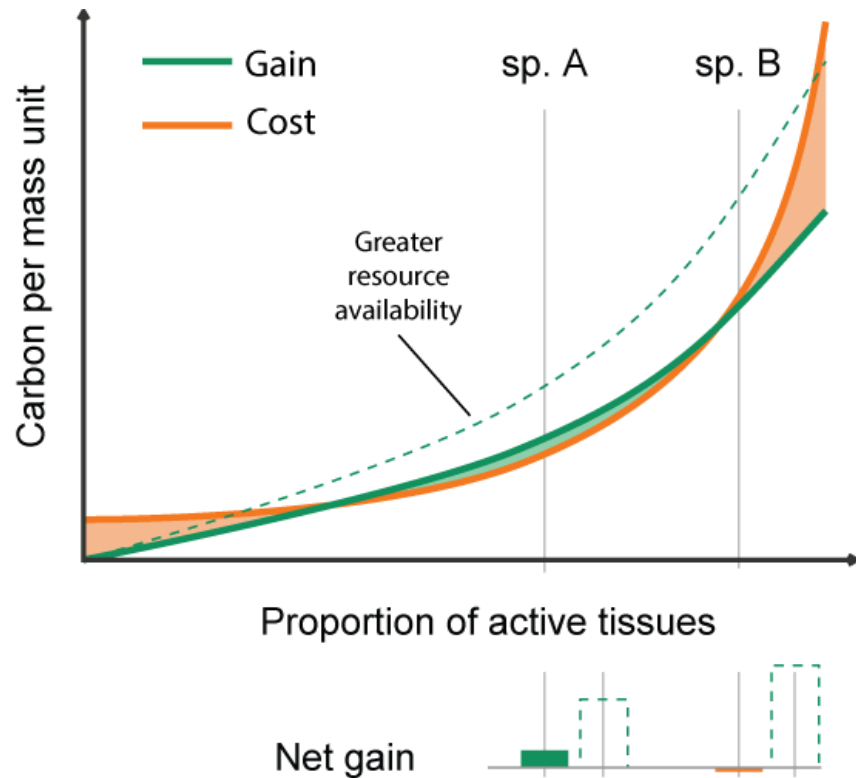 Gain
Cost
sp. A
sp. B
Carbon per mass unit
Greater
resource
availability
Proportion of active tissues
Net gain